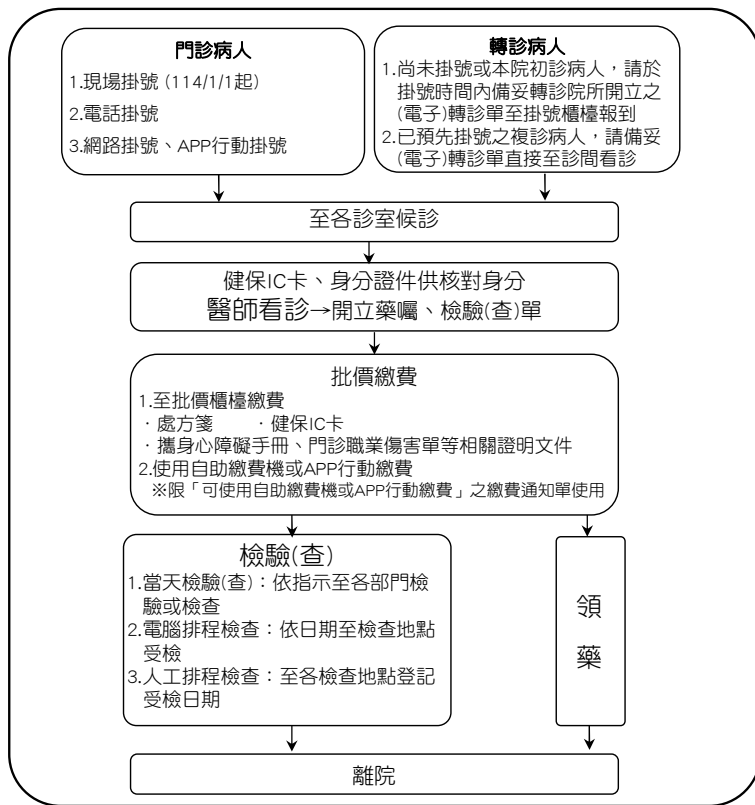 門診病人
1.現場掛號 (114/1/1起)
2.電話掛號
3.網路掛號、APP行動掛號
轉診病人
1.尚未掛號或本院初診病人，請於
掛號時間內備妥轉診院所開立之
(電子)轉診單至掛號櫃檯報到
2.已預先掛號之複診病人，請備妥
(電子)轉診單直接至診間看診
至各診室候診
健保IC卡、身分證件供核對身分
醫師看診→開立藥囑、檢驗(查)單
批價繳費
1.至批價櫃檯繳費
．處方箋　　．健保IC卡
．攜身心障礙手冊、門診職業傷害單等相關證明文件
2.使用自助繳費機或APP行動繳費
※限「可使用自助繳費機或APP行動繳費」之繳費通知單使用
檢驗(查)
1.當天檢驗(查)：依指示至各部門檢
驗或檢查
2.電腦排程檢查：依日期至檢查地點
受檢
3.人工排程檢查：至各檢查地點登記
受檢日期
領
藥
離院